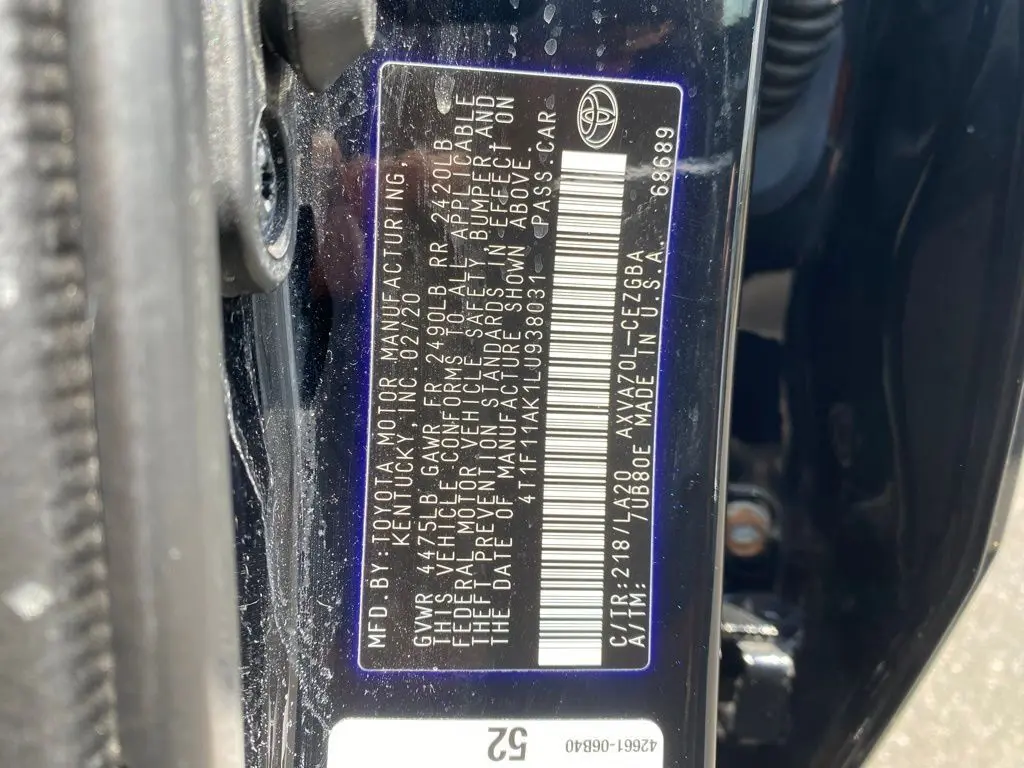 MFD.BY:TOYOTA MOTOR MANUFACTURING,
KENTUCKY,INC. 02/20
GVWR 4475LB GAWR FR 2490LB RR 2420LB
THIS VEHICLE CONFORMS TO ALL APPLICABLE
FEDERAL MOTOR VEHICLE SAFETY, BUMPER AND
THEFT PREVENTION STANDARDS IN EFFECT ON
THE DATE OF MANUFACTURE SHOWN ABOVE.
4T1F11AK1LU938031 PASS.CAR
C/TR:218/LA20 AXVA70L-CEZGBA
A/TM: /UB80E MADE IN U.S.A. 68689
52
42661-06B40